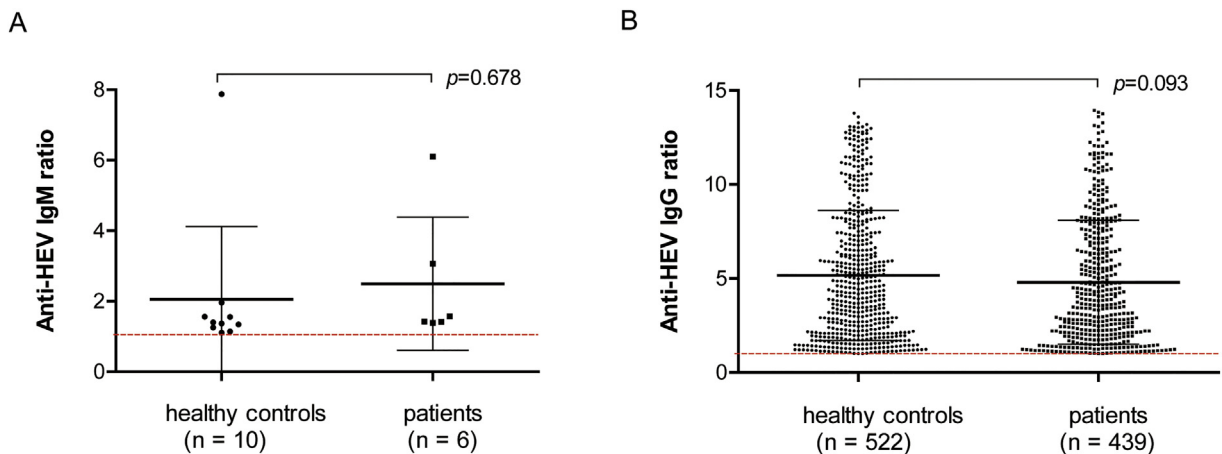 A
p=0.678
Anti-HEV IgM ratio
8
6
4
2
0
healthy controls
(n = 10)
patients
(n = 6)
B
p=0.093
Anti-HEV IgG ratio
15
10
5
0
healthy controls
(n = 522)
patients
(n = 439)